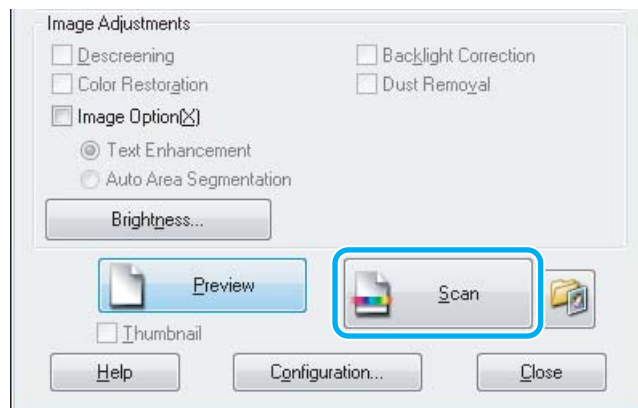 Image Adjustments
Descreening Backlight Correction
Color Restoration Dust Removal
Image Option(X)
Text Enhancement
Auto Area Segmentation
Brightness...
Preview Scan
Thumbnail
Help Configuration... Close